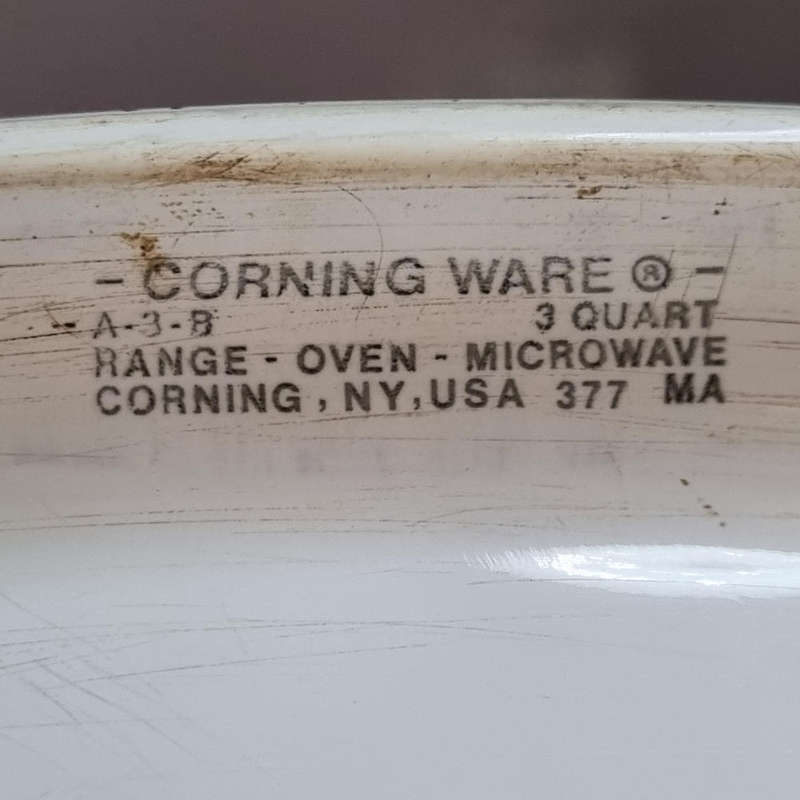 - CORNING WARE ® -
A-3-B 3 QUART
RANGE - OVEN - MICROWAVE
CORNING, NY, USA 377 MA